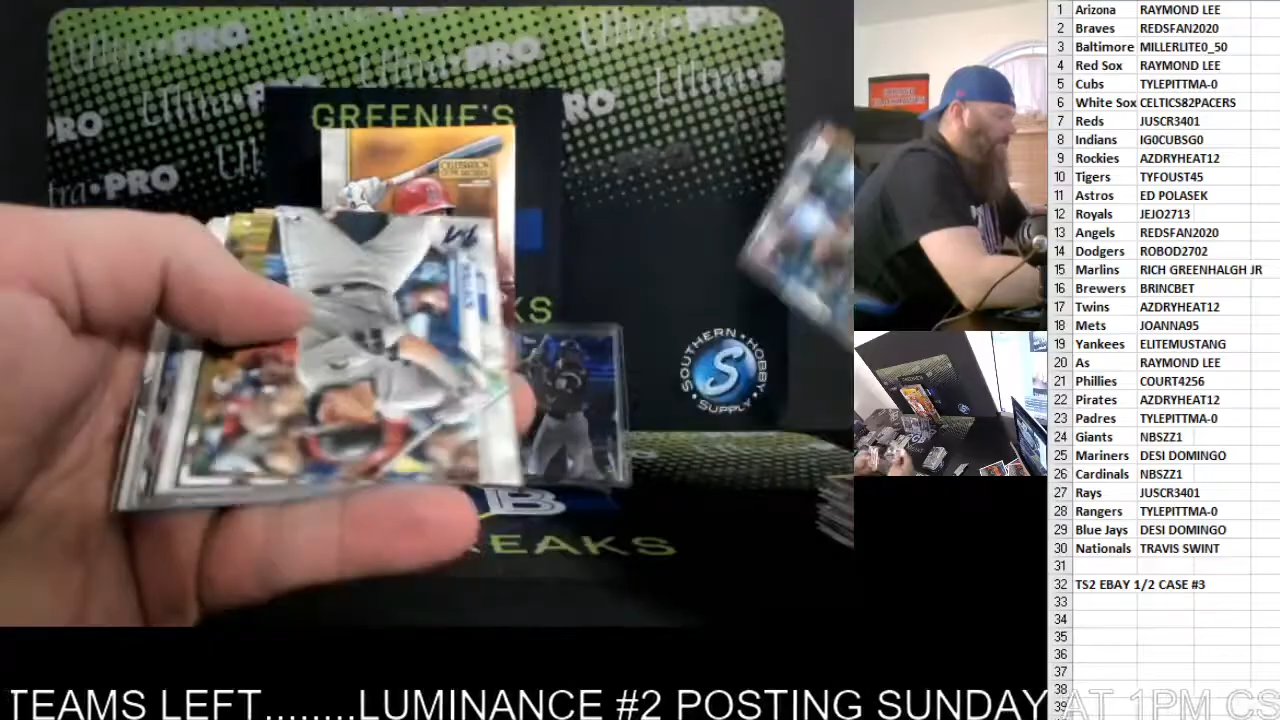 Ultra•PRO
GREENIE'S
CELEBRATION
KS
SOUTHERN • HOBBY
S
SUPPLY
B
REAKS
1 Arizona RAYMOND LEE
2 Braves REDSFAN2020
3 Baltimore MILLERLITE0_50
4 Red Sox RAYMOND LEE
5 Cubs TYLEPITTMA-0
6 White Sox CELTICS82PACERS
7 Reds JUSCR3401
8 Indians IG0CUBSG0
9 Rockies AZDRYHEAT12
10 Tigers TYFOUST45
11 Astros ED POLASEK
12 Royals JEJO2713
13 Angels REDSFAN2020
14 Dodgers ROBOD2702
15 Marlins RICH GREENHALGH JR
16 Brewers BRINCBET
17 Twins AZDRYHEAT12
18 Mets JOANNA95
19 Yankees ELITEMUSTANG
20 As RAYMOND LEE
21 Phillies COURT4256
22 Pirates AZDRYHEAT12
23 Padres TYLEPITTMA-0
24 Giants NBSZZ1
25 Mariners DESI DOMINGO
26 Cardinals NBSZZ1
27 Rays JUSCR3401
28 Rangers TYLEPITTMA-0
29 Blue Jays DESI DOMINGO
30 Nationals TRAVIS SWINT
31
32 TS2 EBAY 1/2 CASE #3
33
34
35
36
37
38
39
TEAMS LEFT........LUMINANCE #2 POSTING SUNDAY AT 1PM CS